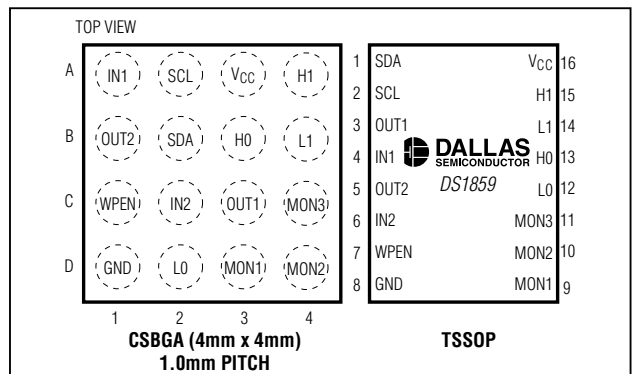 TOP VIEW
A IN1 SCL VCC H1
B OUT2 SDA H0 L1
C WPEN IN2 OUT1 MON3
D GND L0 MON1 MON2
1 2 3 4
CSBGA (4mm x 4mm)
1.0mm PITCH
1 SDA VCC 16
2 SCL H1 15
3 OUT1 L1 14
4 IN1 DALLAS H0 13
SEMICONDUCTOR
5 OUT2 DS1859 L0 12
6 IN2 MON3 11
7 WPEN MON2 10
8 GND MON1 9
TSSOP